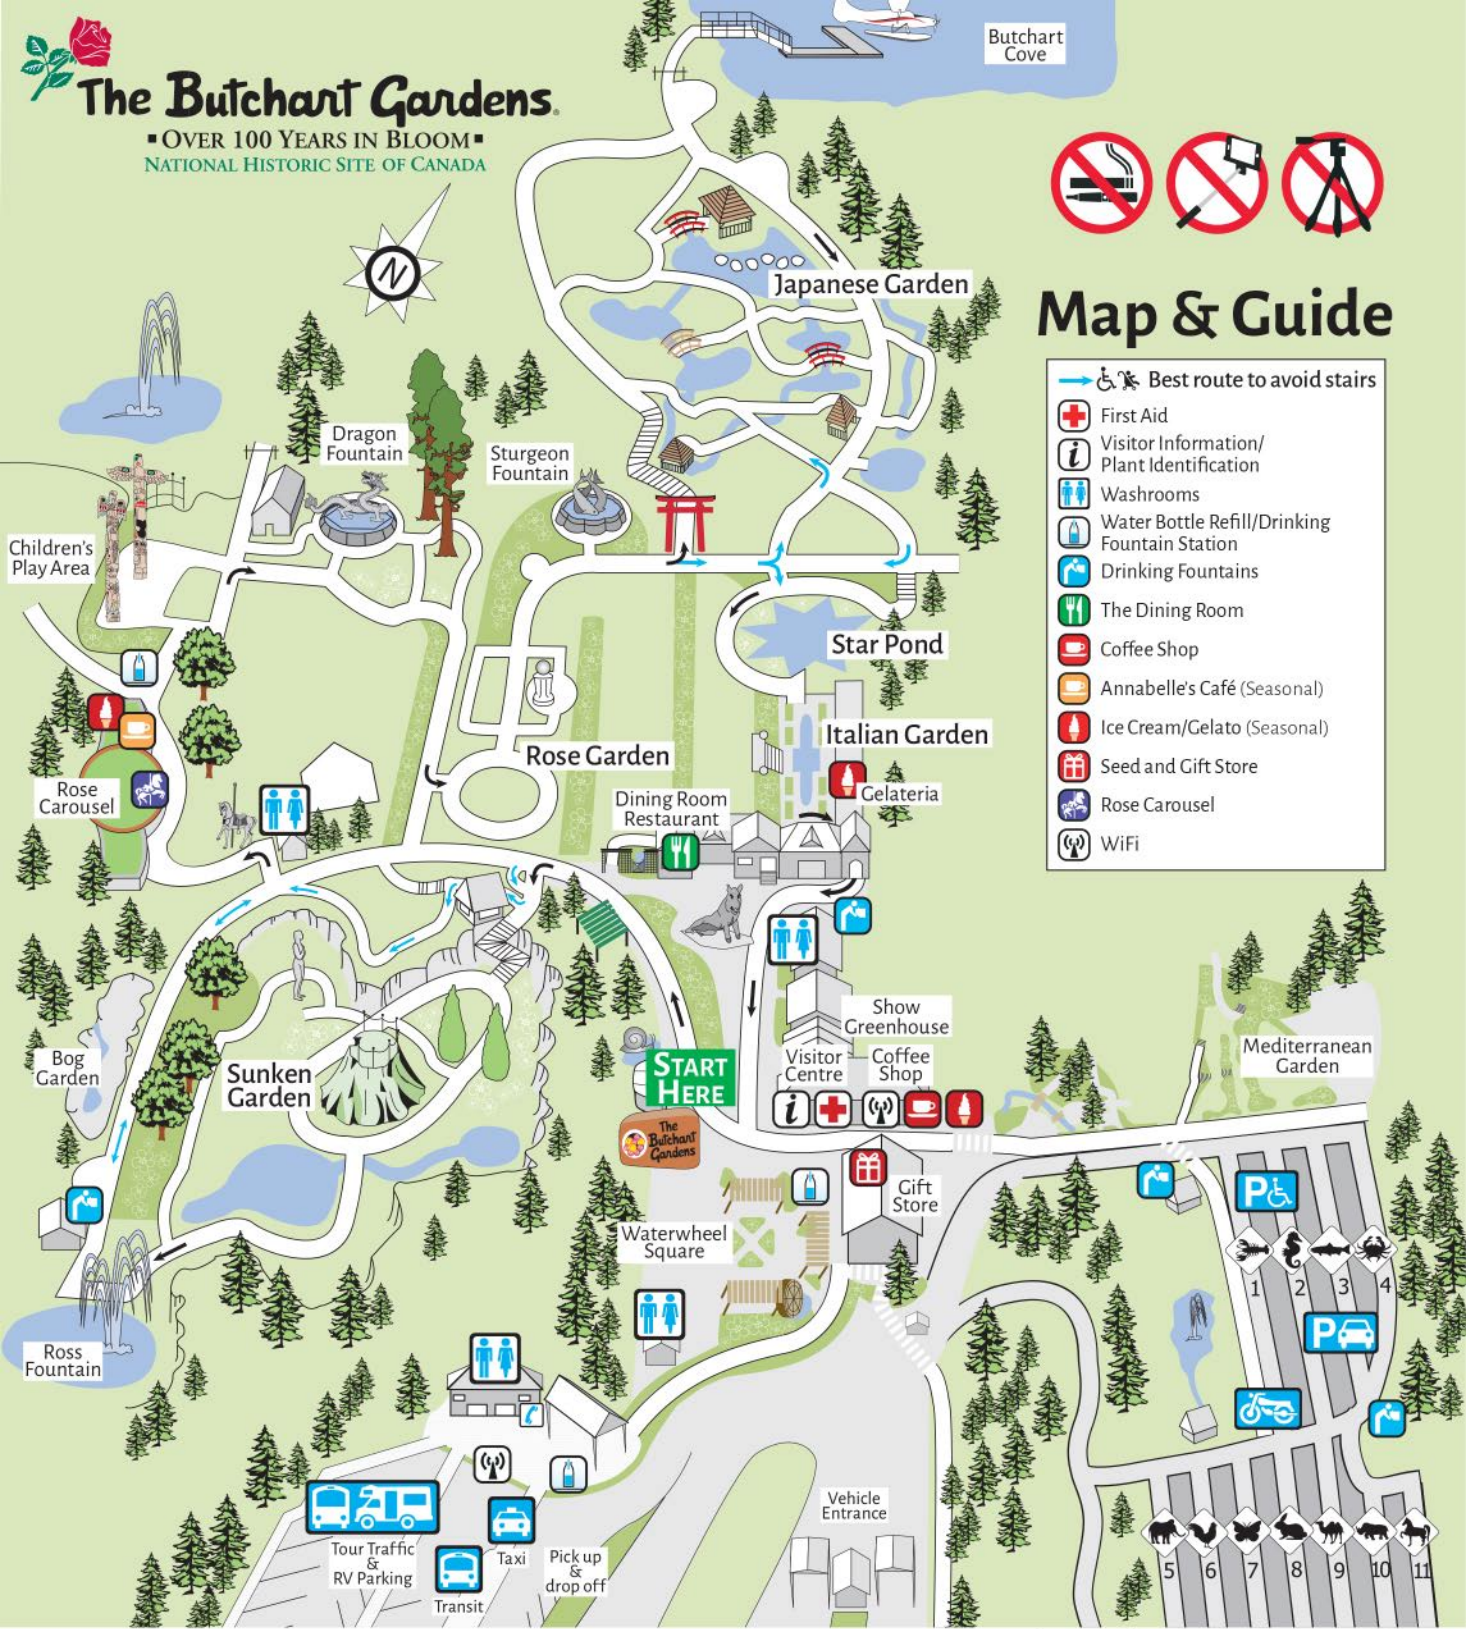 The Butchart Gardens®
▪ OVER 100 YEARS IN BLOOM ▪
NATIONAL HISTORIC SITE OF CANADA
N
Butchart
Cove
Map & Guide
Best route to avoid stairs
First Aid
i
Visitor Information/
Plant Identification
Washrooms
Water Bottle Refill/Drinking
Fountain Station
Drinking Fountains
The Dining Room
Coffee Shop
Annabelle's Café (Seasonal)
Ice Cream/Gelato (Seasonal)
Seed and Gift Store
Rose Carousel
WiFi
Japanese Garden
Dragon
Fountain
Sturgeon
Fountain
Children's
Play Area
Star Pond
Italian Garden
Rose Garden
Rose
Carousel
Gelateria
Dining Room
Restaurant
Show
Greenhouse
Bog
Garden
Sunken
Garden
START
HERE
Visitor
Centre
Coffee
Shop
i
Mediterranean
Garden
The
Butchart
Gardens
P
Gift
Store
Waterwheel
Square
1
2
3
4
P
Ross
Fountain
Vehicle
Entrance
Tour Traffic
&
RV Parking
Taxi
Pick up
&
drop off
Transit
5
6
7
8
9
10
11